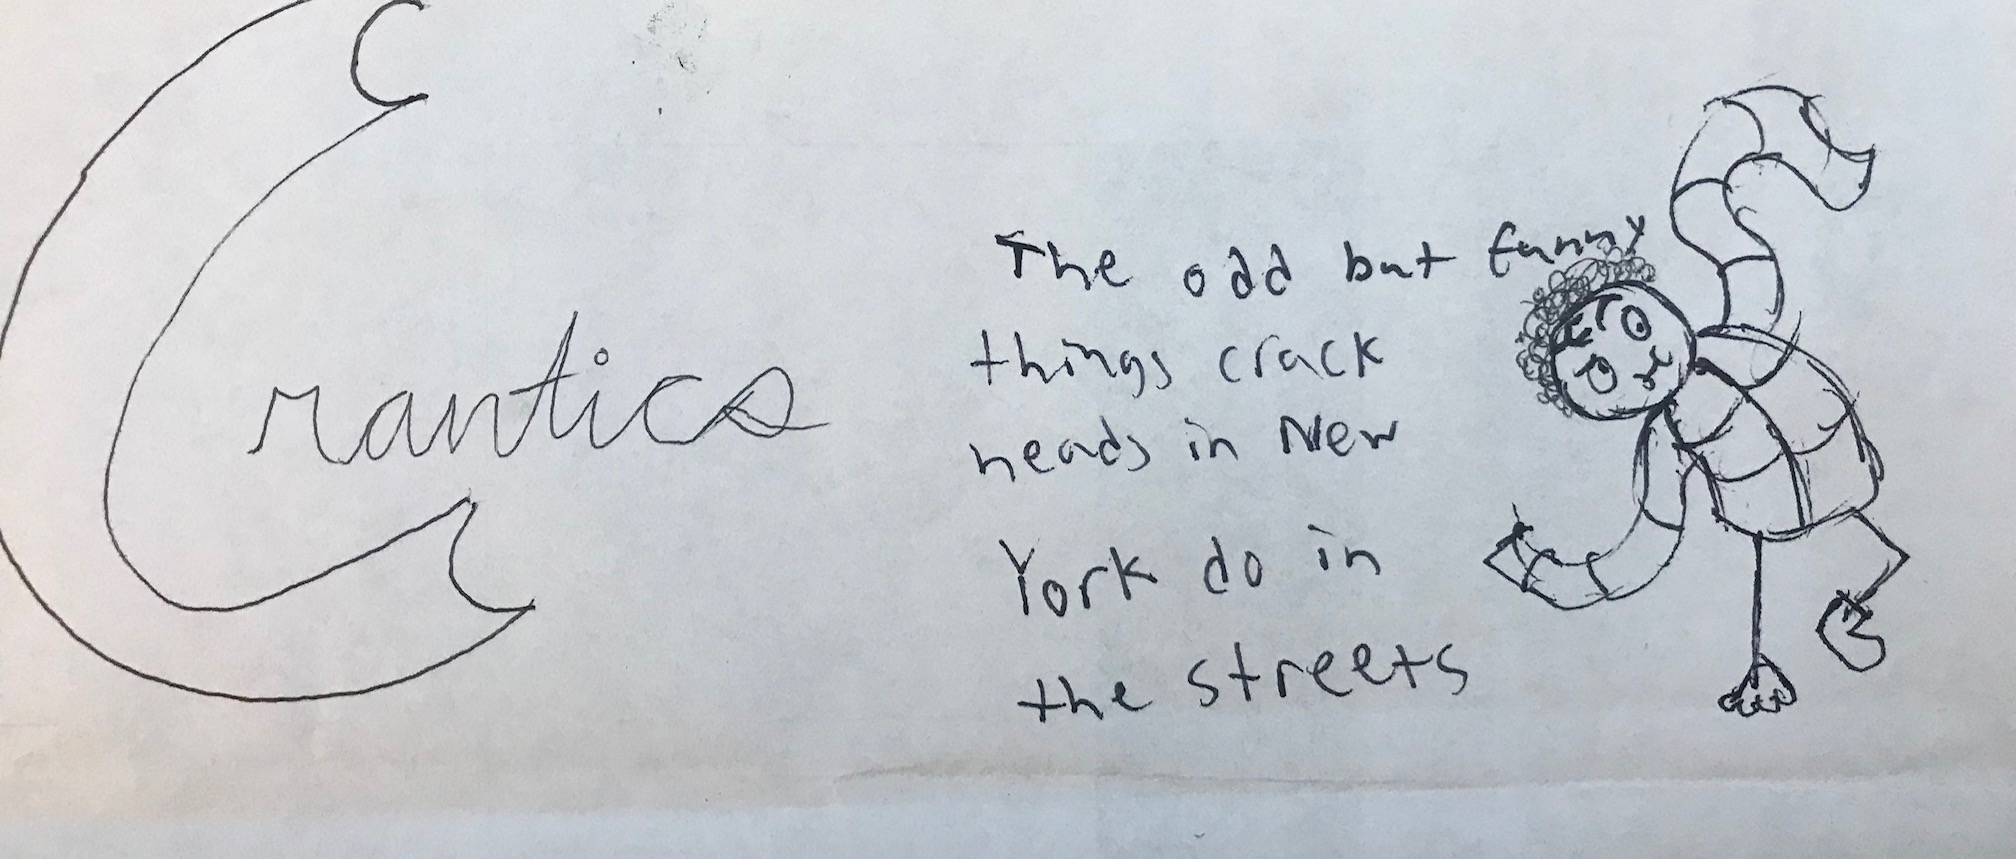 Crantics
The odd but funny
things crack
heads in New
York do in
the streets